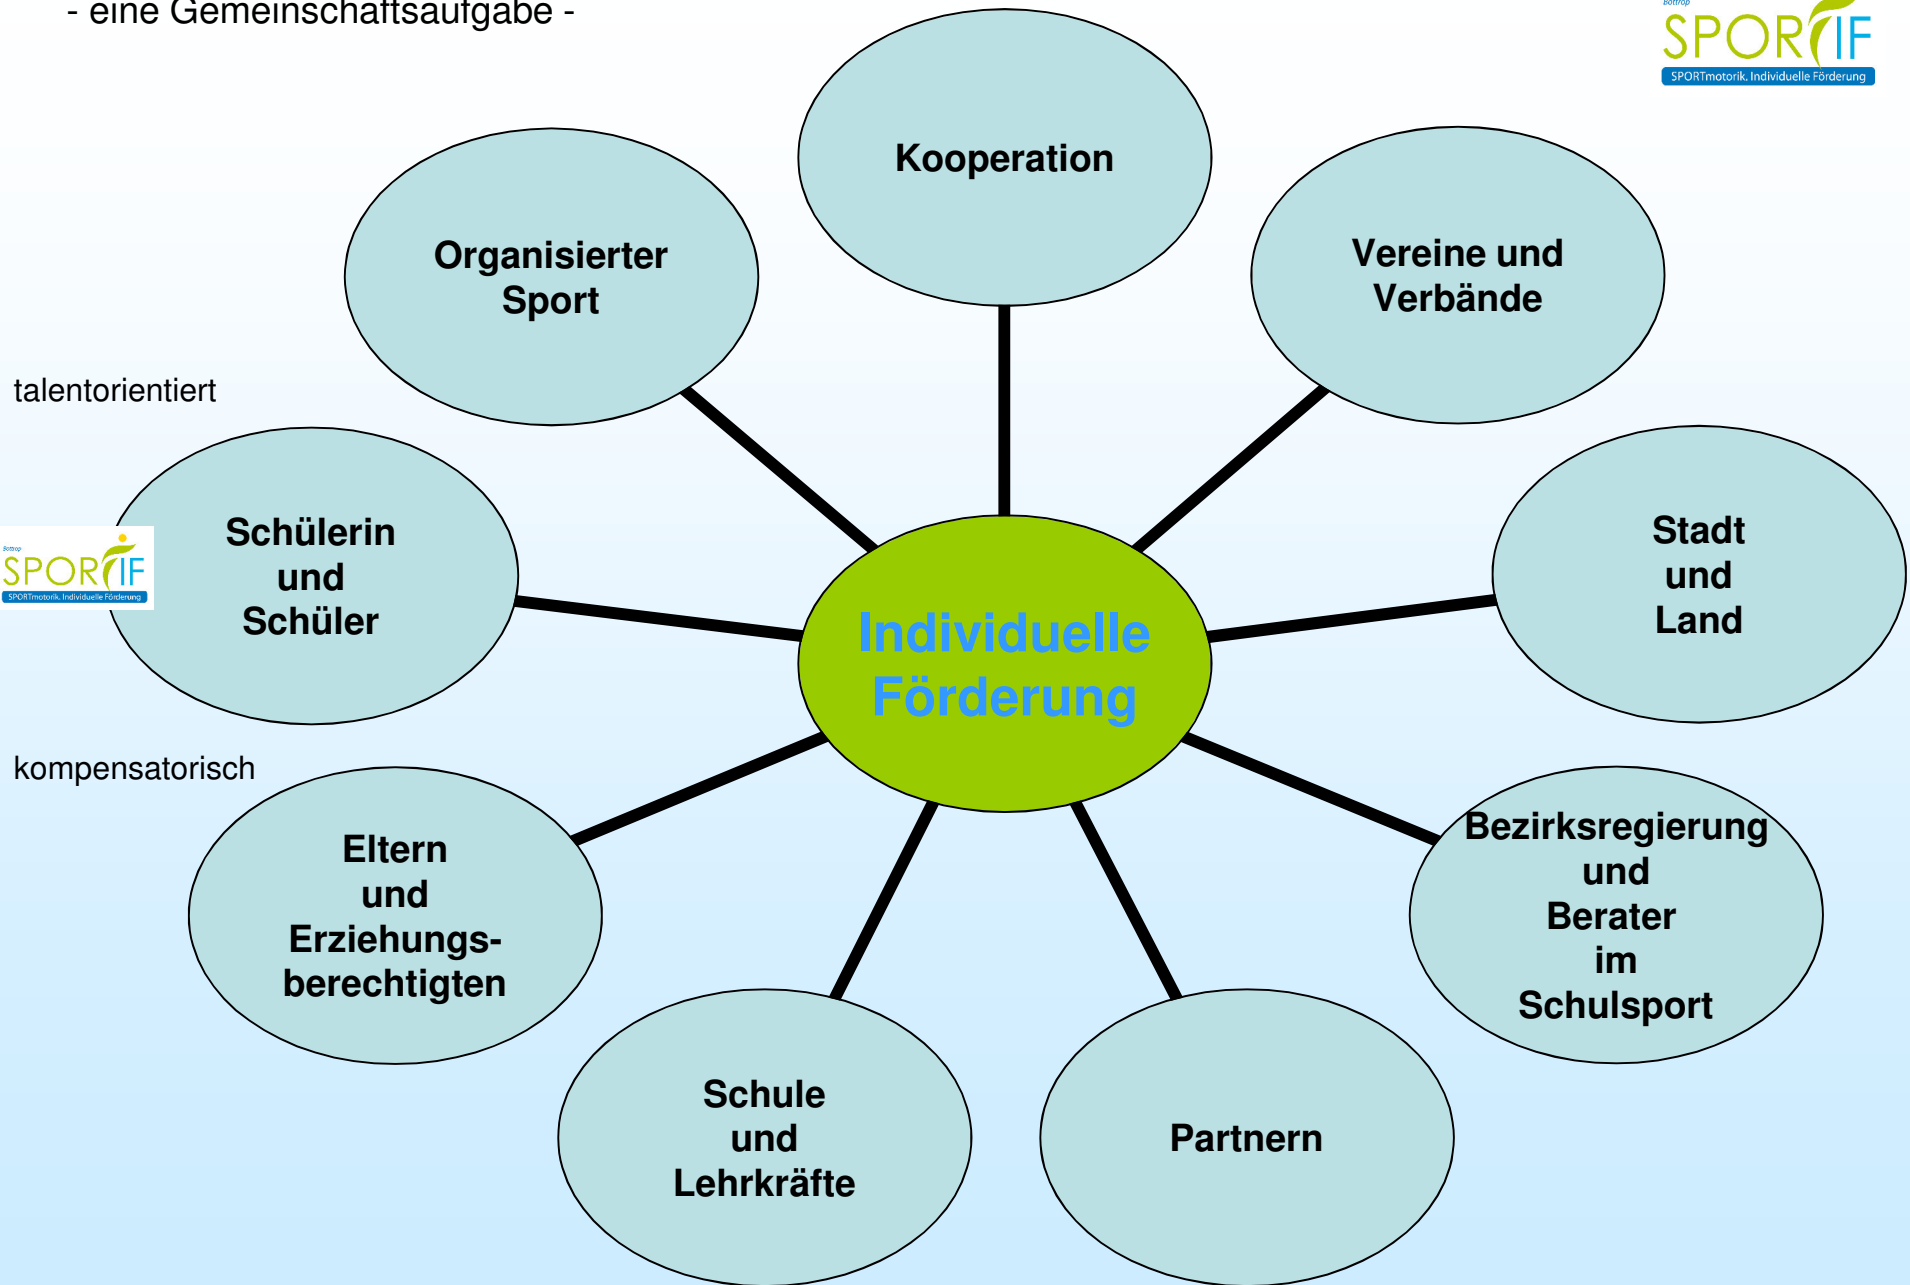 - eine Gemeinschaftsaufgabe -
Bottrop
SPORTIF
SPORTmotorik. Individuelle Förderung
Kooperation
Organisierter
Sport
Vereine und
Verbände
talentorientiert
Schülerin
und
Schüler
Bottrop
SPORTIF
SPORTmotorik. Individuelle Förderung
Stadt
und
Land
Individuelle
Förderung
kompensatorisch
Eltern
und
Erziehungs-
berechtigten
Bezirksregierung
und
Berater
im
Schulsport
Schule
und
Lehrkräfte
Partnern